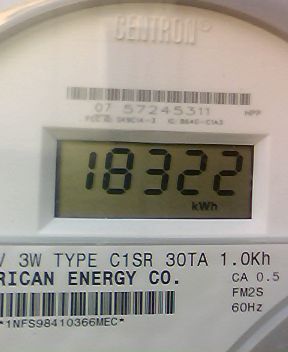 CENTRON®
07 57245311 MPP
18322
kWh
V 3W TYPE C1SR 30TA 1.0Kh
RICAN ENERGY CO. CA 0.5
FM2S
60Hz
*1NFS98410366MEC*